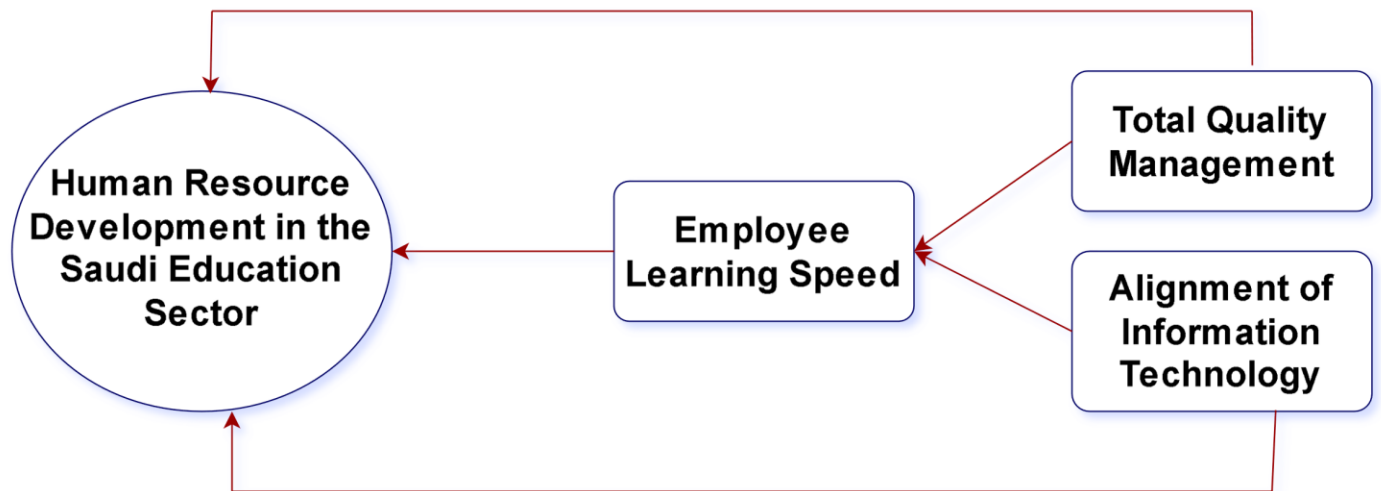 Human Resource
Development in the
Saudi Education
Sector
Employee
Learning Speed
Total Quality
Management
Alignment of
Information
Technology